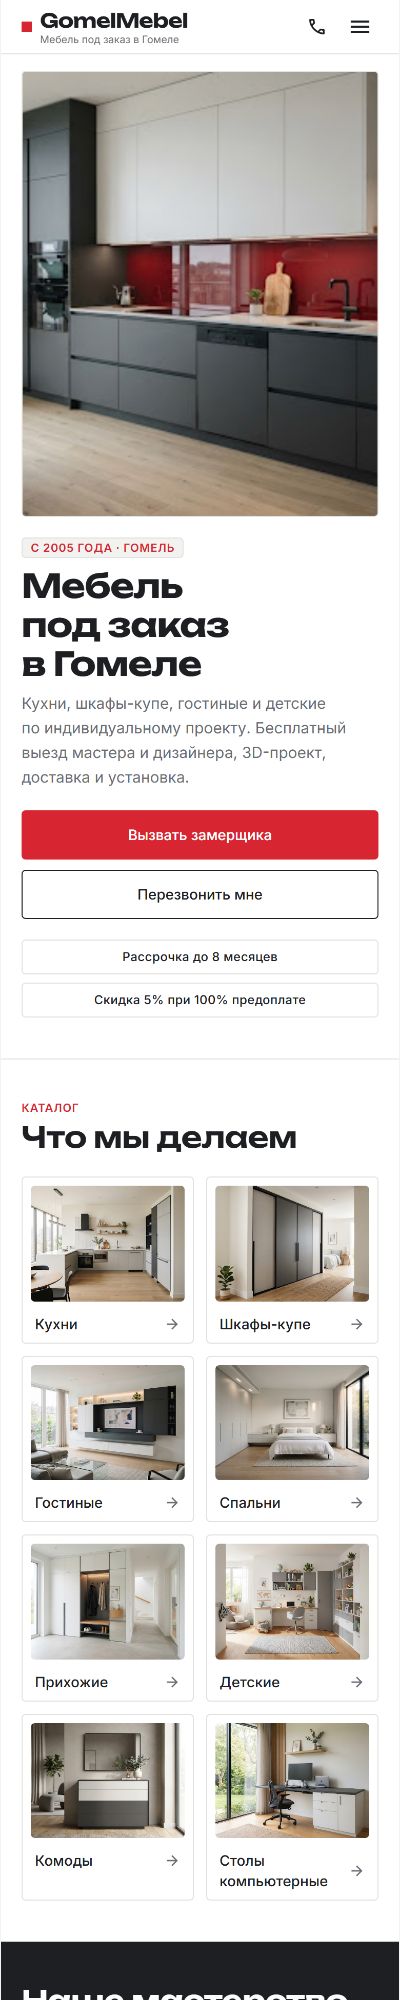 GomelMebel
Мебель под заказ в Гомеле
С 2005 ГОДА · ГОМЕЛЬ
Мебель
под заказ
в Гомеле
Кухни, шкафы-купе, гостиные и детские
по индивидуальному проекту. Бесплатный
выезд мастера и дизайнера, 3D-проект,
доставка и установка.
Вызвать замерщика
Перезвонить мне
Рассрочка до 8 месяцев
Скидка 5% при 100% предоплате
КАТАЛОГ
Что мы делаем
Кухни
Шкафы-купе
Гостиные
Спальни
Прихожие
Детские
Комоды
Столы
компьютерные
Наше мастерство